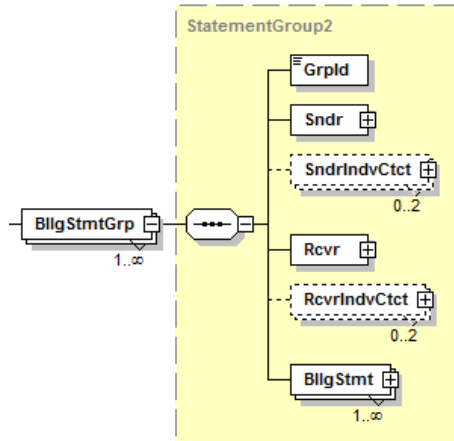 StatementGroup2
GrpId
Sndr
SndrIndvCtct
0..2
BllgStmtGrp
1..∞
Rcvr
RcvrIndvCtct
0..2
BllgStmt
1..∞